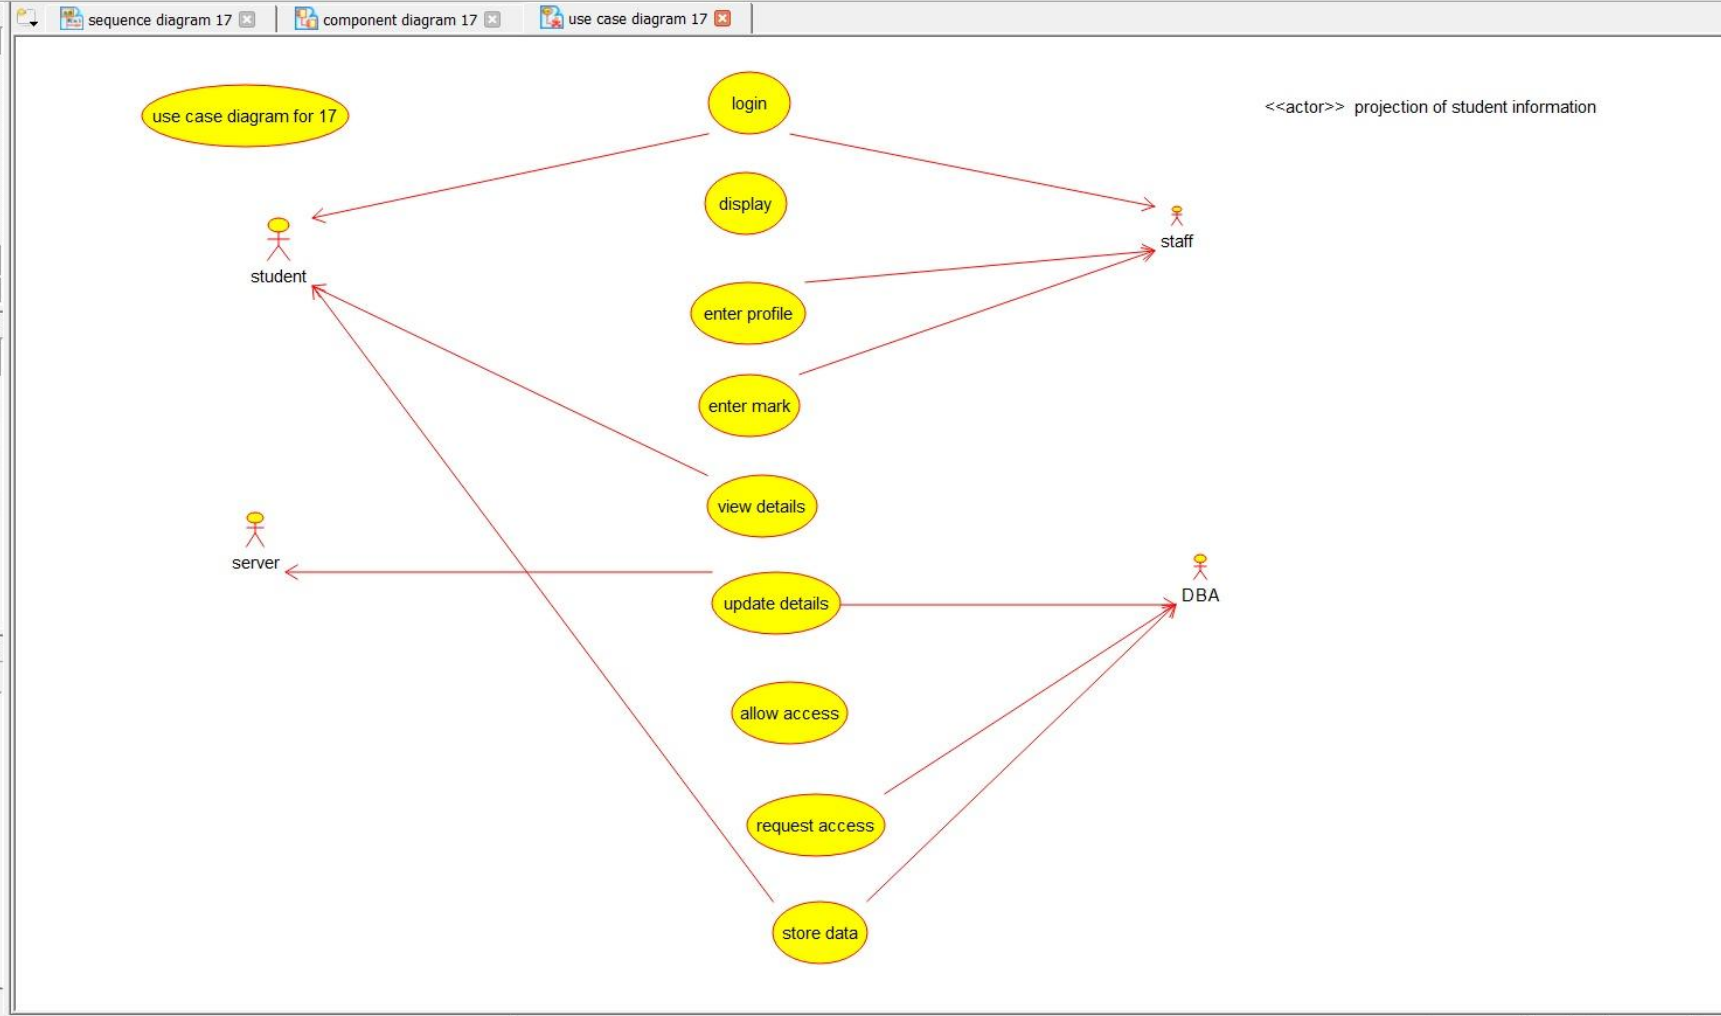 sequence diagram 17
component diagram 17
use case diagram 17
use case diagram for 17
login
<<actor>> projection of student information
display
staff
student
enter profile
enter mark
view details
server
update details
DBA
allow access
request access
store data